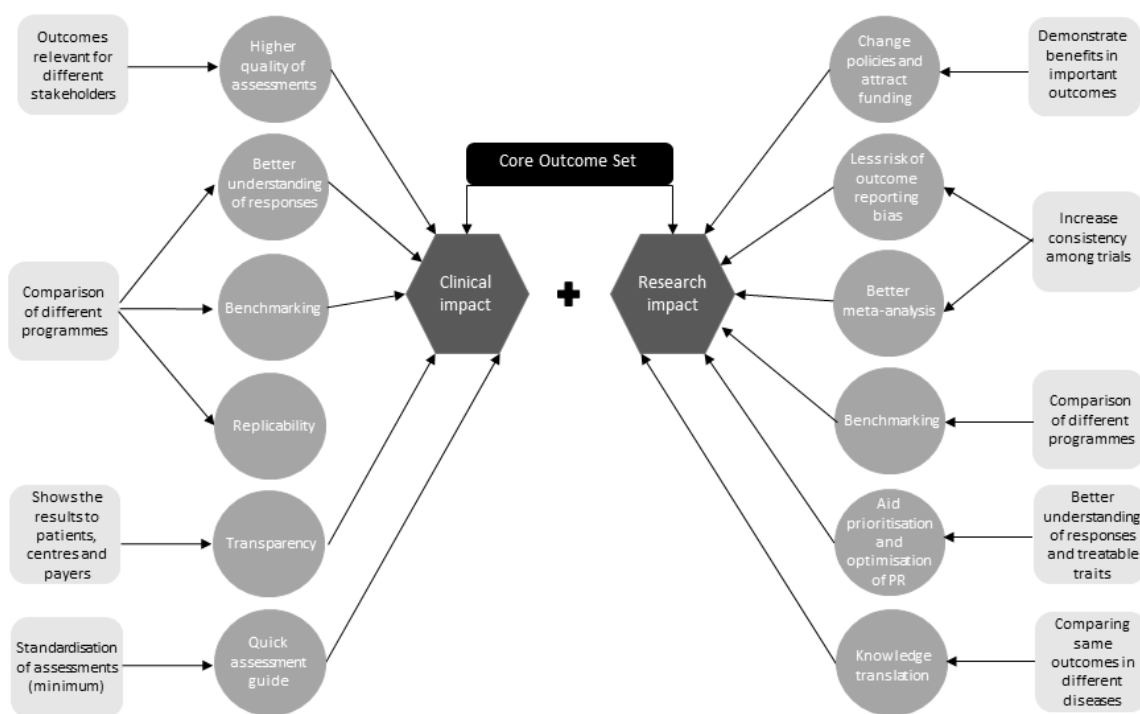 Outcomes
relevant for
different
stakeholders
Higher
quality of
assessments
Change
policies and
attract
funding
Demonstrate
benefits in
important
outcomes
Core Outcome Set
Better
understanding
of responses
Less risk of
outcome
reporting
bias
Increase
consistency
among trials
Comparison
of different
programmes
Benchmarking
Clinical
impact
Research
impact
Better
meta-analysis
Replicability
Benchmarking
Comparison
of different
programmes
Shows the
results to
patients,
centres and
payers
Transparency
Aid
prioritisation and
optimisation
of PR
Better
understanding
of responses
and treatable
traits
Standardisation
of assessments
(minimum)
Quick
assessment
guide
Knowledge
translation
Comparing
same
outcomes in
different
diseases